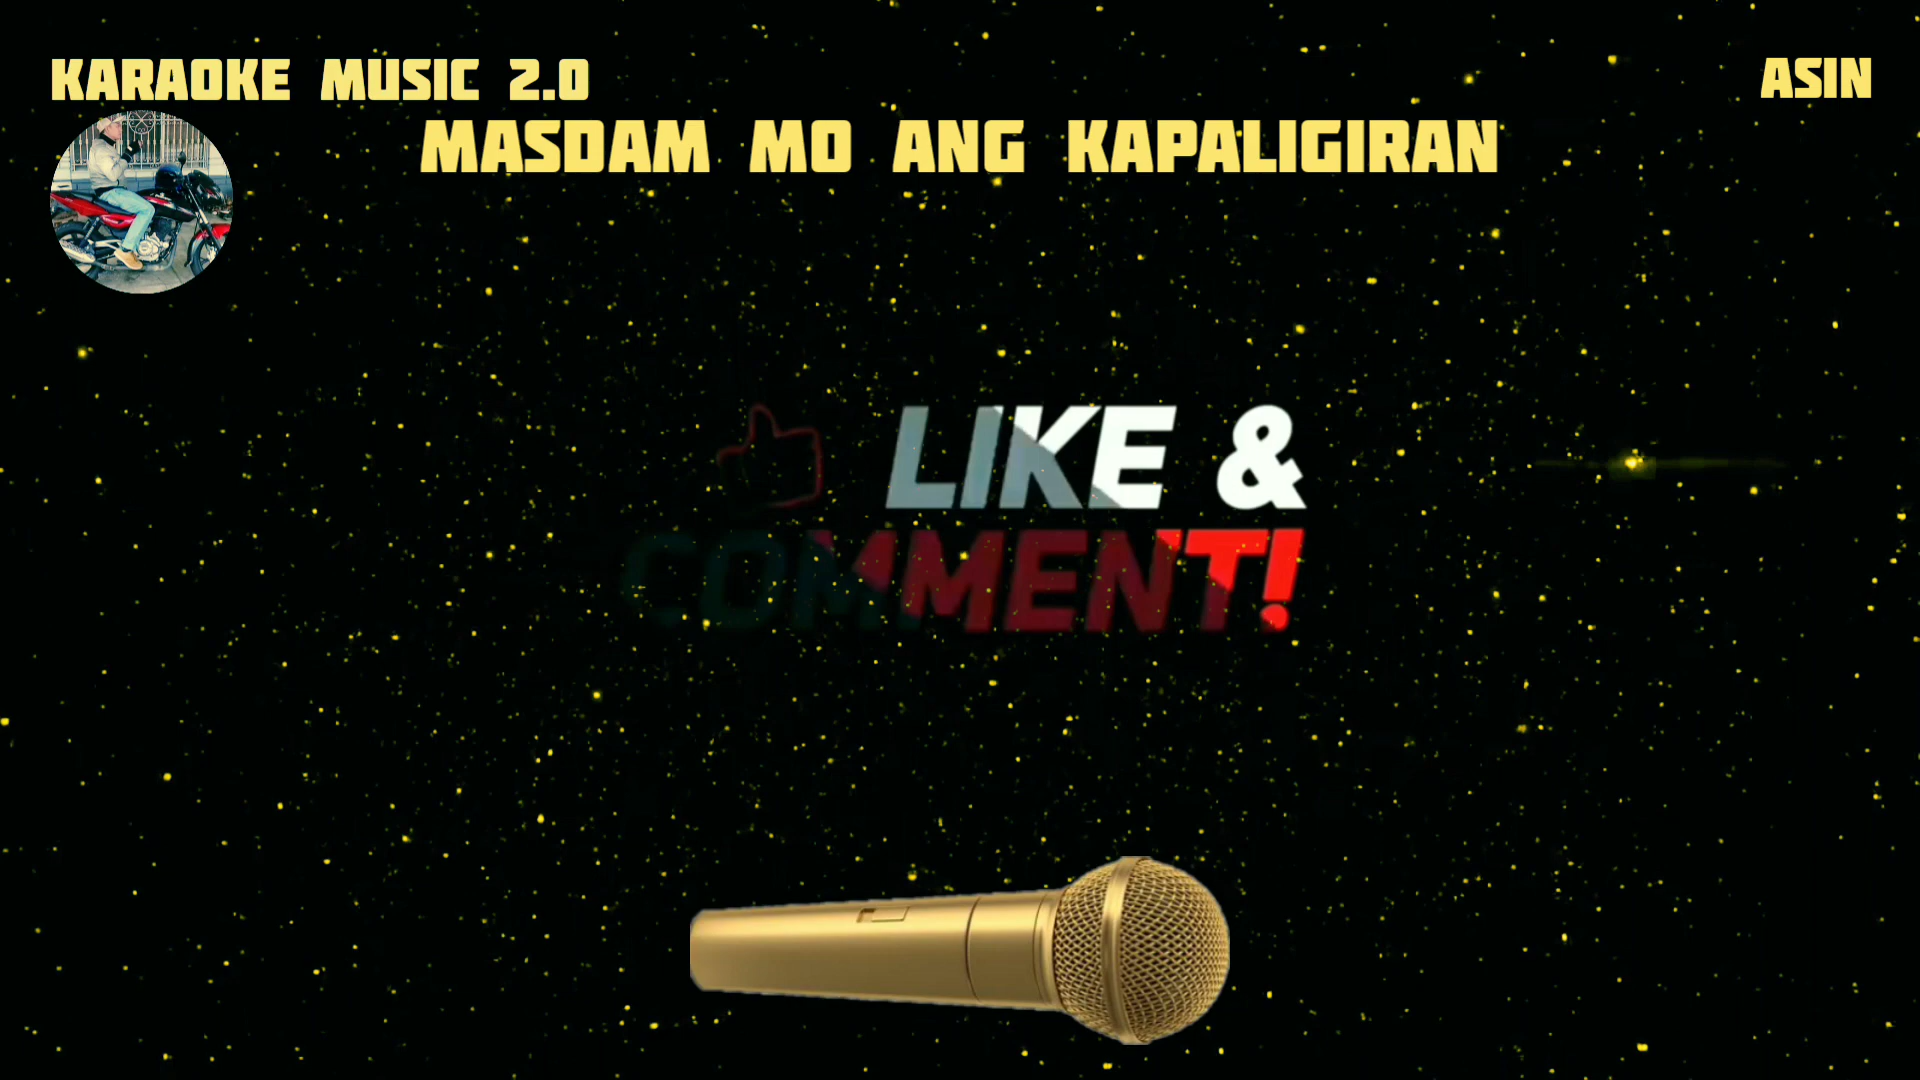 KARAOKE MUSIC 2.0
ASIN
MASDAM MO ANG KAPALIGIRAN
LIKE &
COMMENT!